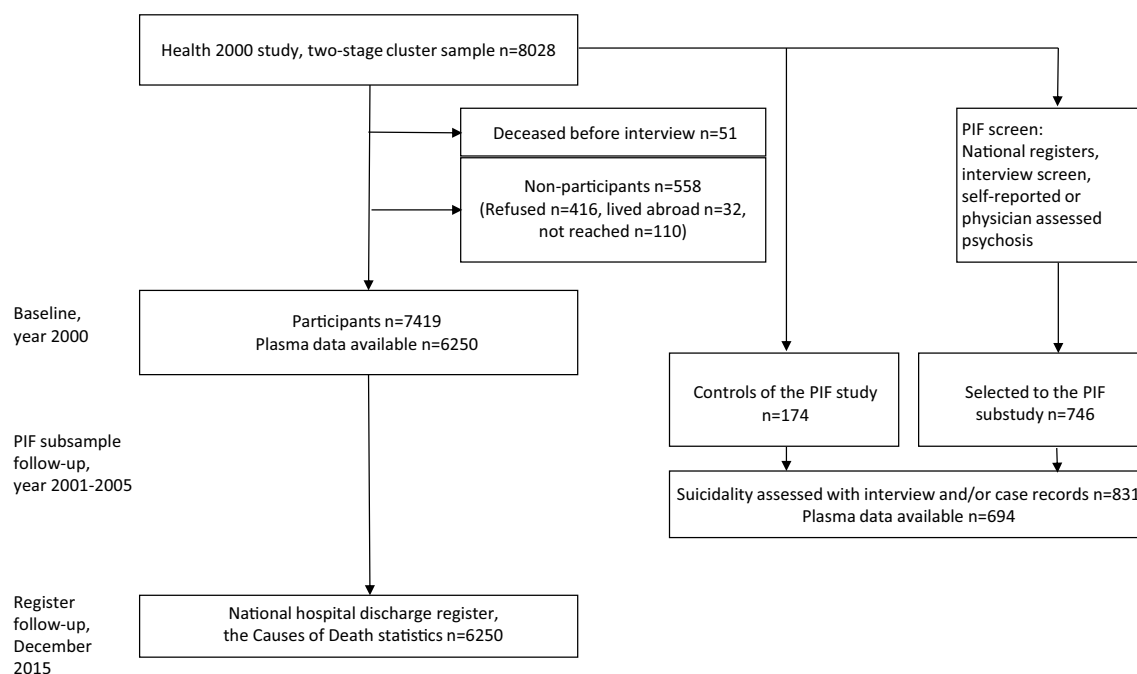 Health 2000 study, two-stage cluster sample n=8028
Deceased before interview n=51
Non-participants n=558
(Refused n=416, lived abroad n=32,
not reached n=110)
PIF screen:
National registers,
interview screen,
self-reported or
physician assessed
psychosis
Baseline,
year 2000
Participants n=7419
Plasma data available n=6250
Controls of the PIF study
n=174
Selected to the PIF
substudy n=746
PIF subsample
follow-up,
year 2001-2005
Suicidality assessed with interview and/or case records n=831
Plasma data available n=694
Register
follow-up,
December
2015
National hospital discharge register,
the Causes of Death statistics n=6250